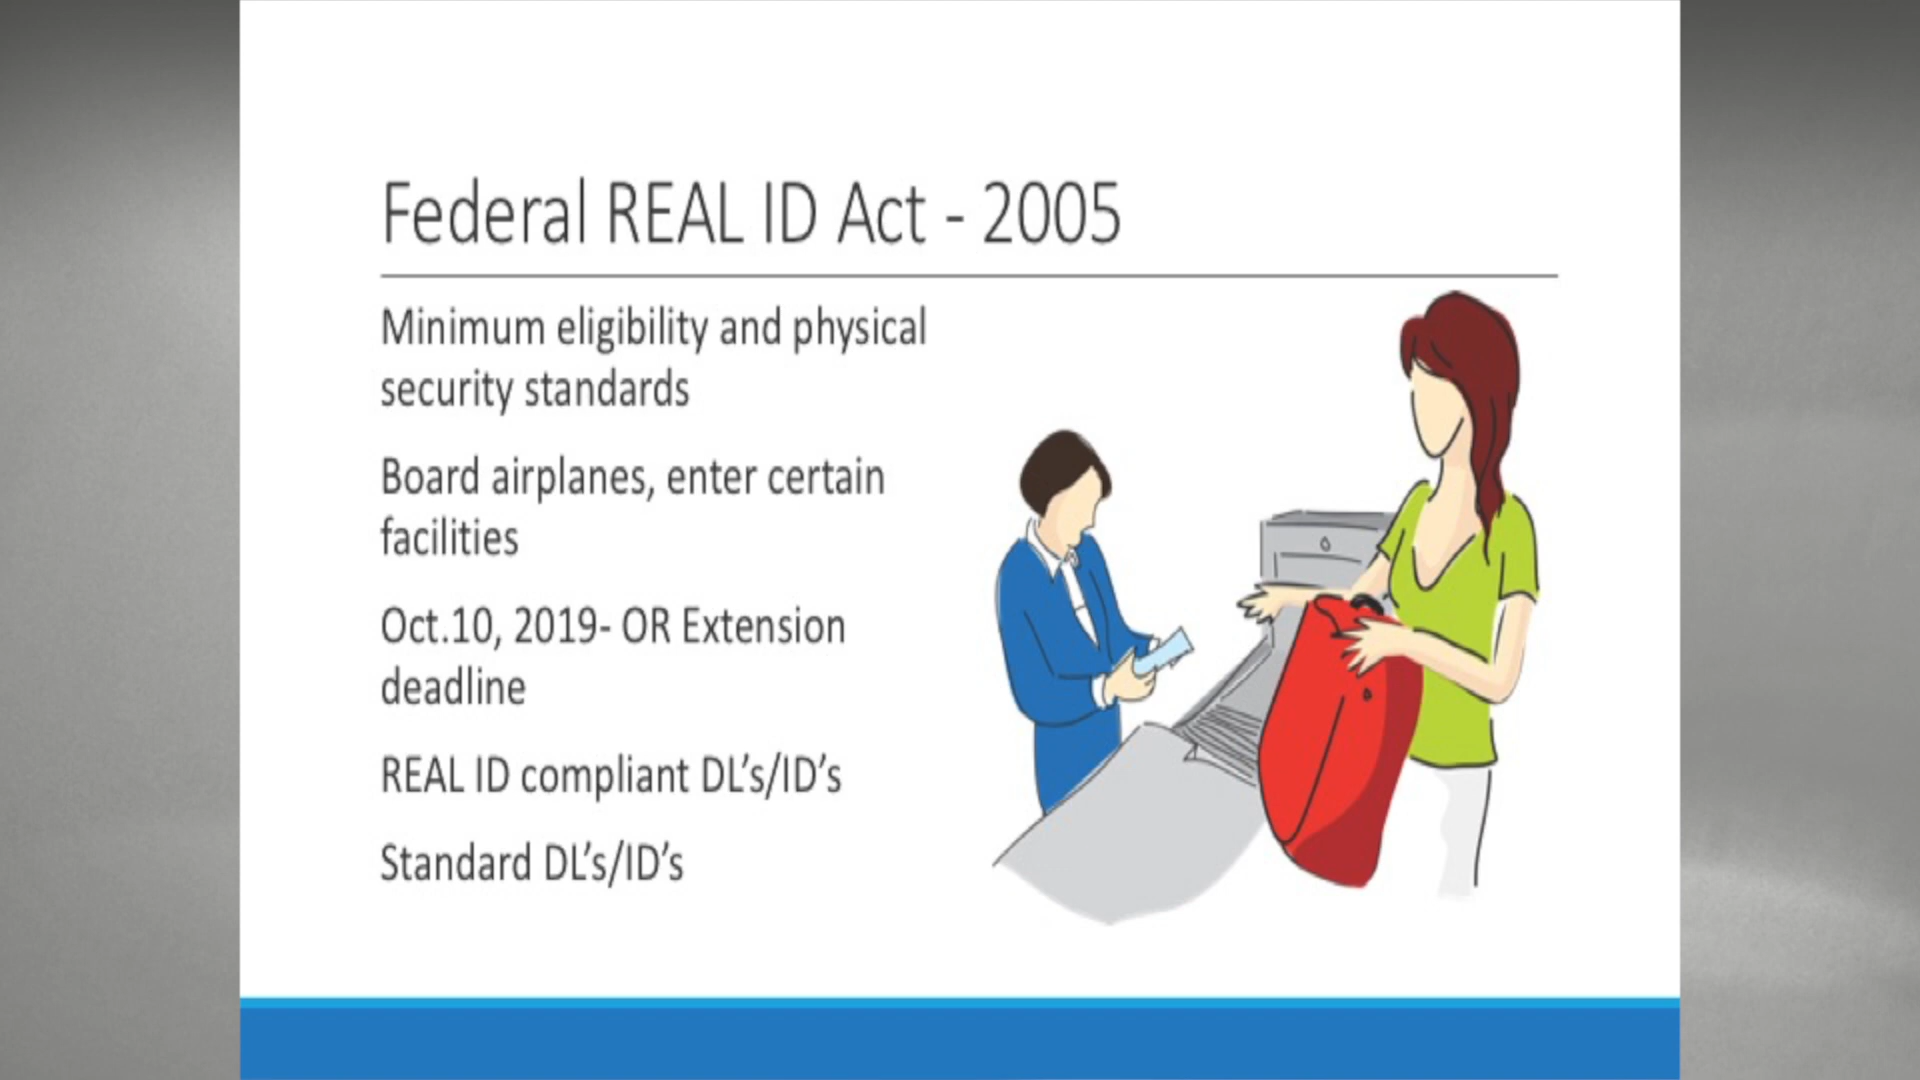 Federal REAL ID Act - 2005
Minimum eligibility and physical
security standards
Board airplanes, enter certain
facilities
Oct.10, 2019- OR Extension
deadline
REAL ID compliant DL’s/ID’s
Standard DL’s/ID’s